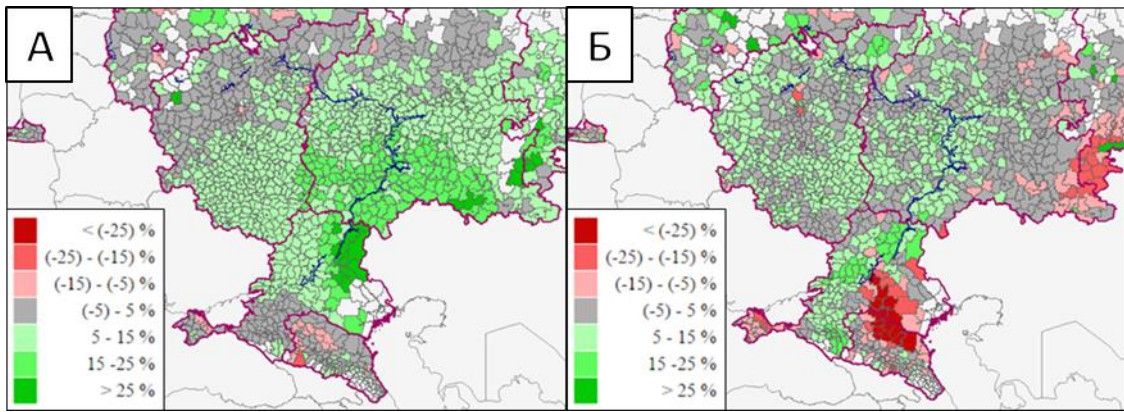 А
< (-25) %
(-25) - (-15) %
(-15) - (-5) %
(-5) - 5 %
5 - 15 %
15 -25 %
> 25 %
Б
< (-25) %
(-25) - (-15) %
(-15) - (-5) %
(-5) - 5 %
5 - 15 %
15 -25 %
> 25 %